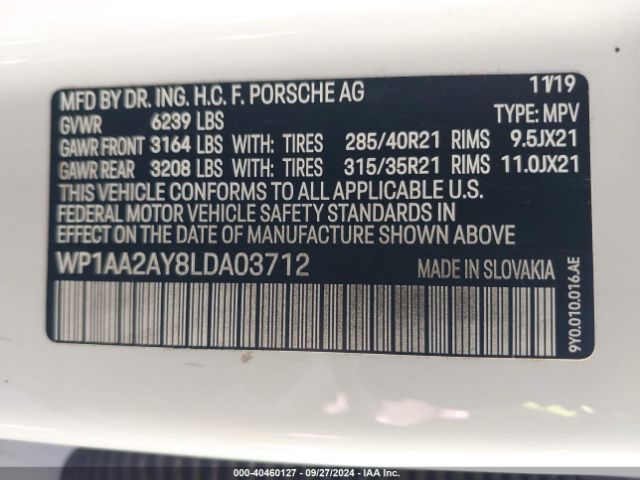 MFD BY DR. ING. H.C. F. PORSCHE AG 11/19
GVWR 6239 LBS TYPE: MPV
GAWR FRONT 3164 LBS WITH: TIRES 285/40R21 RIMS 9.5JX21
GAWR REAR 3208 LBS WITH: TIRES 315/35R21 RIMS 11.0JX21
THIS VEHICLE CONFORMS TO ALL APPLICABLE U.S.
FEDERAL MOTOR VEHICLE SAFETY STANDARDS IN
EFFECT ON THE DATE OF MANUFACTURE SHOWN ABOVE
WP1AA2AY8LDA03712 MADE IN SLOVAKIA
9Y0.010.016.AE
000-40460127 - 09/27/2024 - IAAI.COM